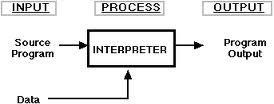 INPUT PROCESS OUTPUT
Source
Program
INTERPRETER
Program
Output
Data